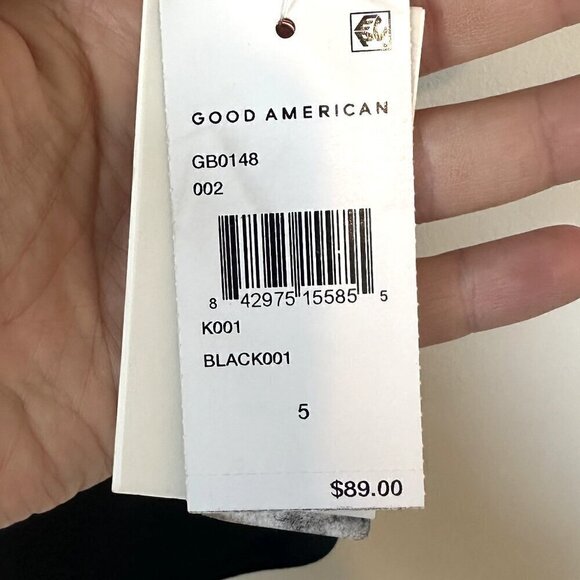 GOOD AMERICAN
GB0148
002
8 42975 15585 5
K001
BLACK001
5
$89.00